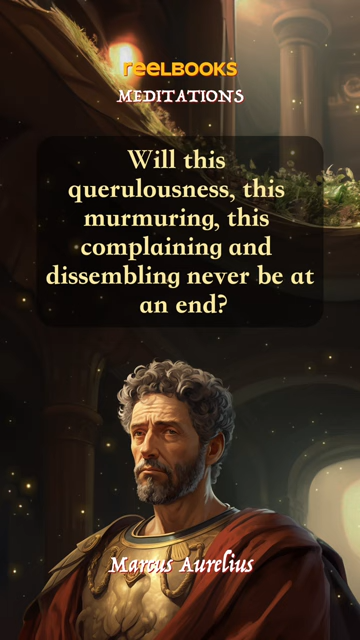 reelbooks
MEDITATIONS
Will this
querulousness, this
murmuring, this
complaining and
dissembling never be at
an end?
Marcus Aurelius